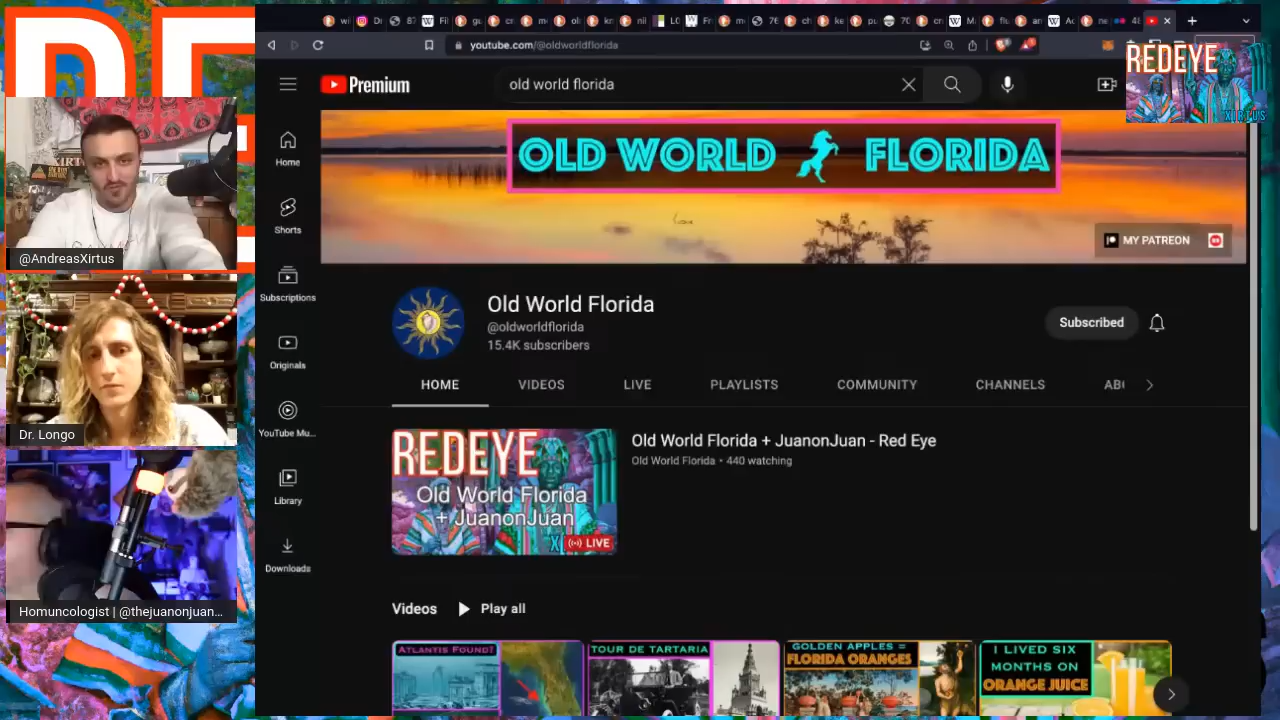 youtube.com/@oldworldflorida
REDEYE
XIRTUS
Premium
old world florida
OLD WORLD FLORIDA
MY PATREON
Home
Shorts
Subscriptions
Originals
YouTube Mu...
Library
Downloads
Old World Florida
@oldworldflorida
15.4K subscribers
Subscribed
HOME VIDEOS LIVE PLAYLISTS COMMUNITY CHANNELS
REDEYE
Old World Florida
+ JuanonJuan
LIVE
Old World Florida + JuanonJuan - Red Eye
Old World Florida • 440 watching
Videos Play all
ATLANTIS FOUND?
TOUR DE TARTARIA
GOLDEN APPLES =
FLORIDA ORANGES
I LIVED SIX
MONTHS ON
ORANGE JUICE
@AndreasXirtus
Dr. Longo
Homuncologist | @thejuanonjuan...